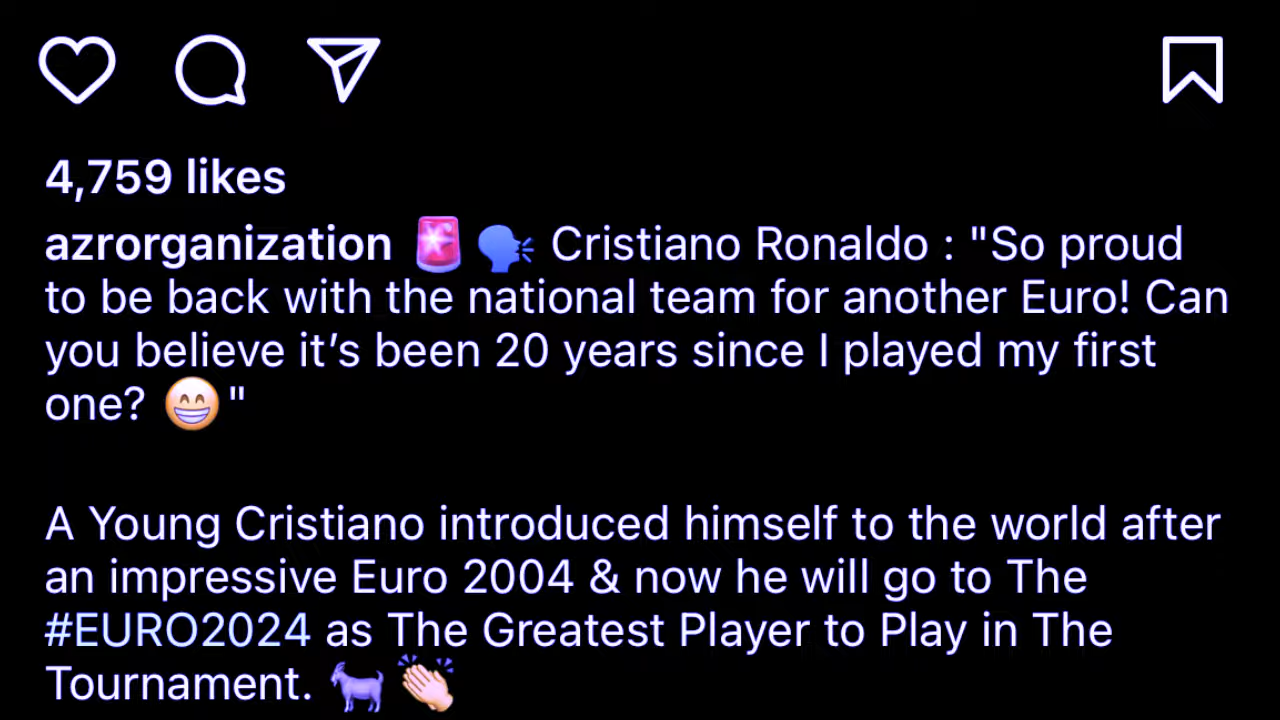 4,759 likes
azrorganization 🚨🗣️ Cristiano Ronaldo : "So proud
to be back with the national team for another Euro! Can
you believe it’s been 20 years since I played my first
one? 😁"
A Young Cristiano introduced himself to the world after
an impressive Euro 2004 & now he will go to The
#EURO2024 as The Greatest Player to Play in The
Tournament. 🐐👏🏻